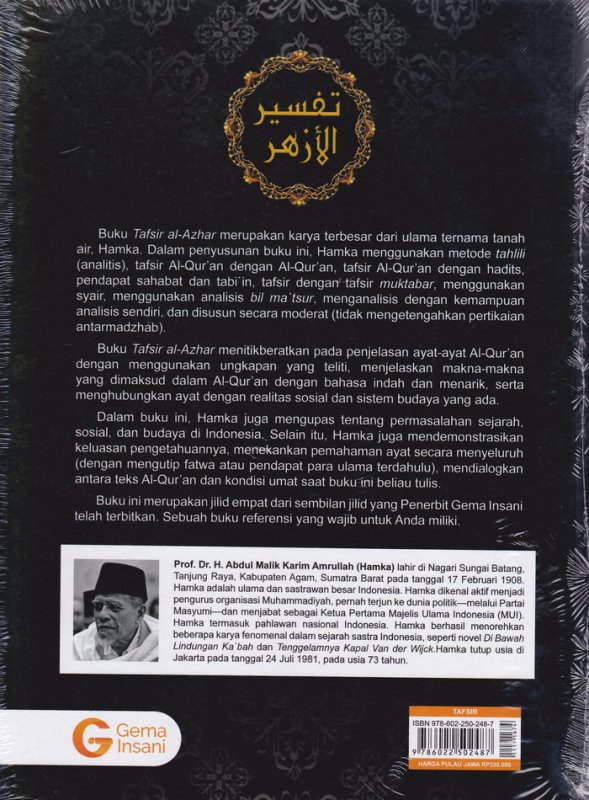 تفسير
الأزهر
Buku Tafsir al-Azhar merupakan karya terbesar dari ulama ternama tanah
air, Hamka. Dalam penyusunan buku ini, Hamka menggunakan metode tahlili
(analitis), tafsir Al-Qur'an dengan Al-Qur'an, tafsir Al-Qur'an dengan hadits,
pendapat sahabat dan tabi`in, tafsir dengan tafsir muktabar, menggunakan
syair, menggunakan analisis bil ma`tsur, menganalisis dengan kemampuan
analisis sendiri, dan disusun secara moderat (tidak mengetengahkan pertikaian
antarmadzhab).
Buku Tafsir al-Azhar menitikberatkan pada penjelasan ayat-ayat Al-Qur'an
dengan menggunakan ungkapan yang teliti, menjelaskan makna-makna
yang dimaksud dalam Al-Qur'an dengan bahasa indah dan menarik, serta
menghubungkan ayat dengan realitas sosial dan sistem budaya yang ada.
Dalam buku ini, Hamka juga mengupas tentang permasalahan sejarah,
sosial, dan budaya di Indonesia. Selain itu, Hamka juga mendemonstrasikan
keluasan pengetahuannya, menekankan pemahaman ayat secara menyeluruh
(dengan mengutip fatwa atau pendapat para ulama terdahulu), mendialogkan
antara teks Al-Qur'an dan kondisi umat saat buku ini beliau tulis.
Buku ini merupakan jilid empat dari sembilan jilid yang Penerbit Gema Insani
telah terbitkan. Sebuah buku referensi yang wajib untuk Anda miliki.
Prof. Dr. H. Abdul Malik Karim Amrullah (Hamka) lahir di Nagari Sungai Batang,
Tanjung Raya, Kabupaten Agam, Sumatra Barat pada tanggal 17 Februari 1908.
Hamka adalah ulama dan sastrawan besar Indonesia. Hamka dikenal aktif menjadi
pengurus organisasi Muhammadiyah, pernah terjun ke dunia politik—melalui Partai
Masyumi—dan menjabat sebagai Ketua Pertama Majelis Ulama Indonesia (MUI).
Hamka termasuk pahlawan nasional Indonesia. Hamka berhasil menorehkan
beberapa karya fenomenal dalam sejarah sastra Indonesia, seperti novel Di Bawah
Lindungan Ka`bah dan Tenggelamnya Kapal Van der Wijck.Hamka tutup usia di
Jakarta pada tanggal 24 Juli 1981, pada usia 73 tahun.
Gema
Insani
TAFSIR
ISBN 978-602-250-248-7
9786022502487
HARGA PULAU JAWA RP330.000